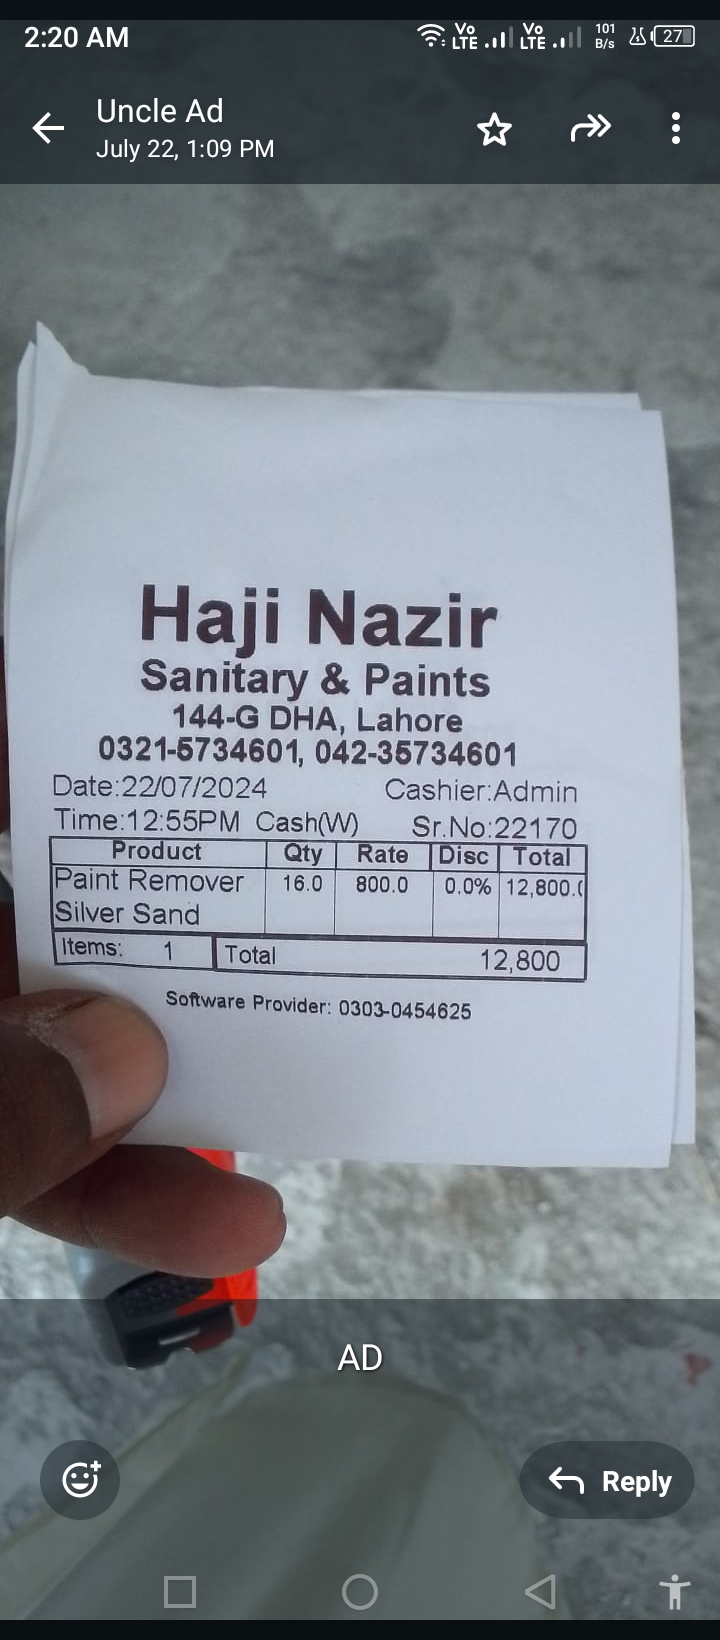 2:20 AM Vo LTE Vo LTE 101 B/s 27
Uncle Ad
July 22, 1:09 PM
Haji Nazir
Sanitary & Paints
144-G DHA, Lahore
0321-5734601, 042-35734601
Date:22/07/2024 Cashier:Admin
Time:12:55PM Cash(W) Sr.No:22170
Product Qty Rate Disc Total
Paint Remover 16.0 800.0 0.0% 12,800.0
Silver Sand
Items: 1 Total 12,800
Software Provider: 0303-0454625
AD
Reply